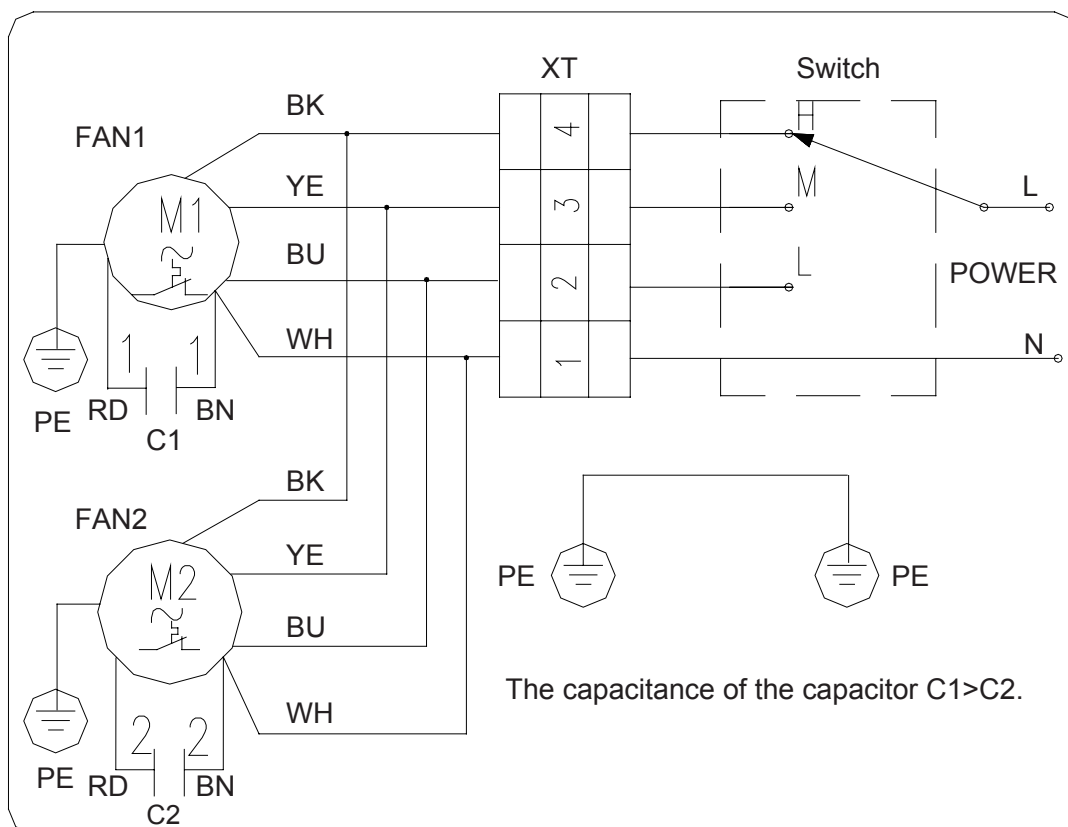 XT
Switch
BK
H
FAN1
4
YE
M
L
M1
3
BU
L
2
POWER
WH
N
1
1 1
PE
RD
BN
C1
BK
FAN2
YE
PE
PE
M2
BU
The capacitance of the capacitor C1>C2.
WH
2 2
PE
RD
BN
C2